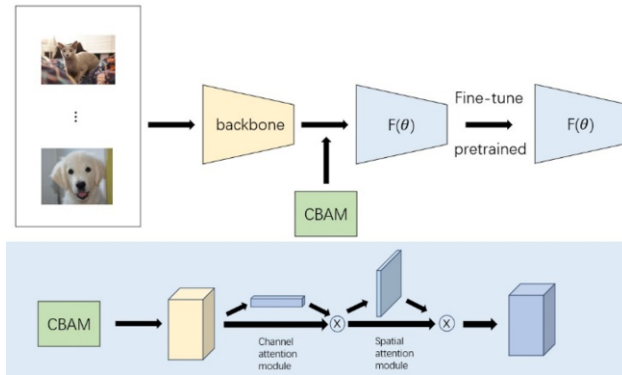 backbone
F(θ)
Fine-tune
pretrained
F(θ)
CBAM
CBAM
Channel
attention
module
X
Spatial
attention
module
X